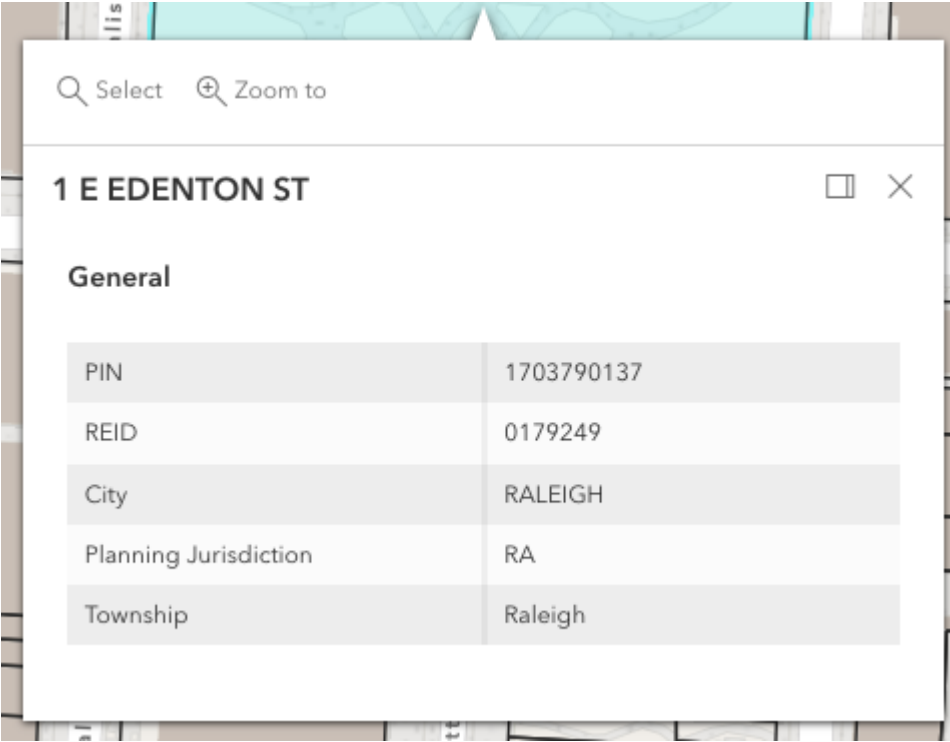 Select Zoom to
1 E EDENTON ST
General
PIN 1703790137
REID 0179249
City RALEIGH
Planning Jurisdiction RA
Township Raleigh